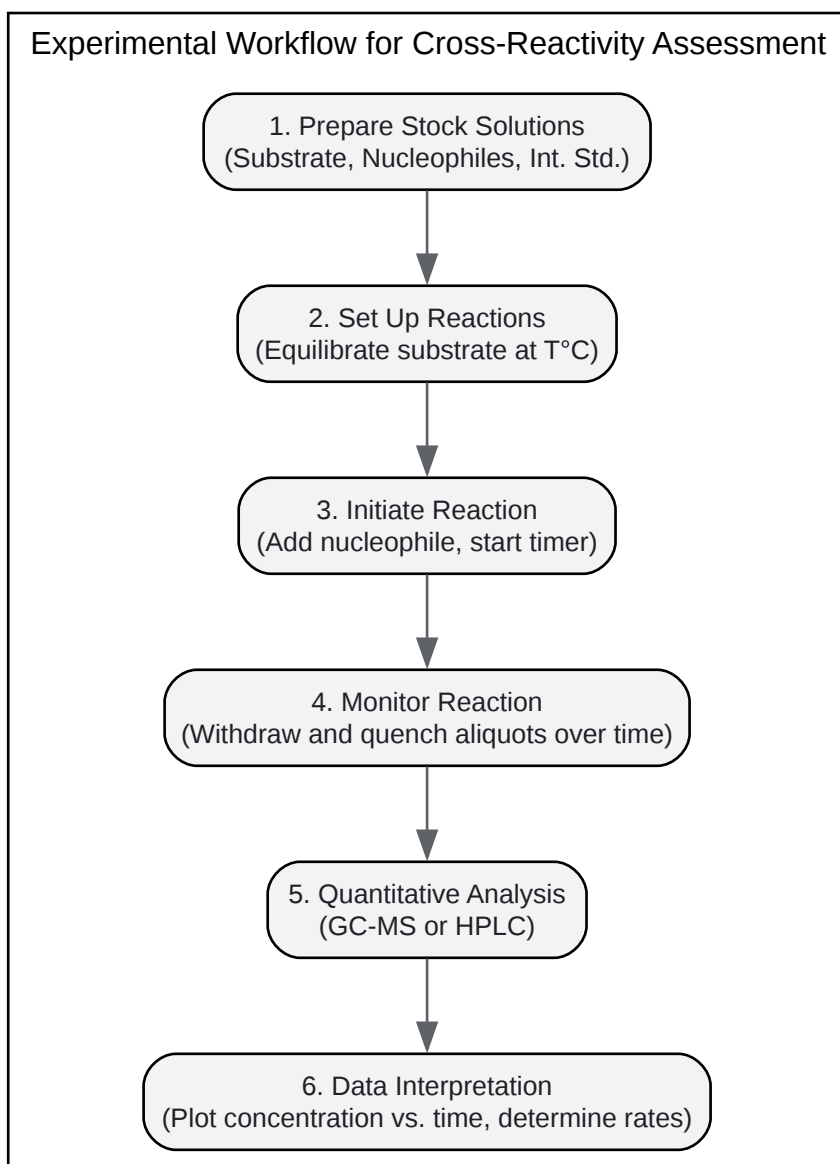 Experimental Workflow for Cross-Reactivity Assessment
1. Prepare Stock Solutions
(Substrate, Nucleophiles, Int. Std.)
2. Set Up Reactions
(Equilibrate substrate at T°C)
3. Initiate Reaction
(Add nucleophile, start timer)
4. Monitor Reaction
(Withdraw and quench aliquots over time)
5. Quantitative Analysis
(GC-MS or HPLC)
6. Data Interpretation
(Plot concentration vs. time, determine rates)